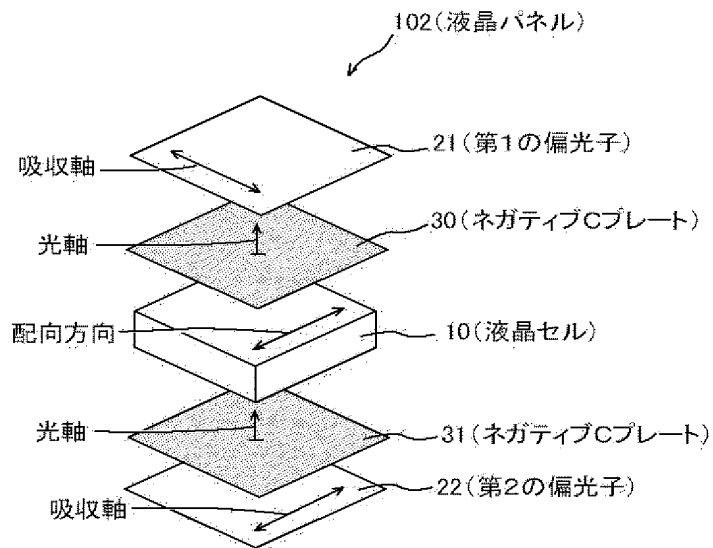 102(液晶パネル)
21(第1の偏光子)
吸収軸
30(ネガティブCプレート)
光軸
配向方向
10(液晶セル)
光軸
31(ネガティブCプレート)
22(第2の偏光子)
吸収軸